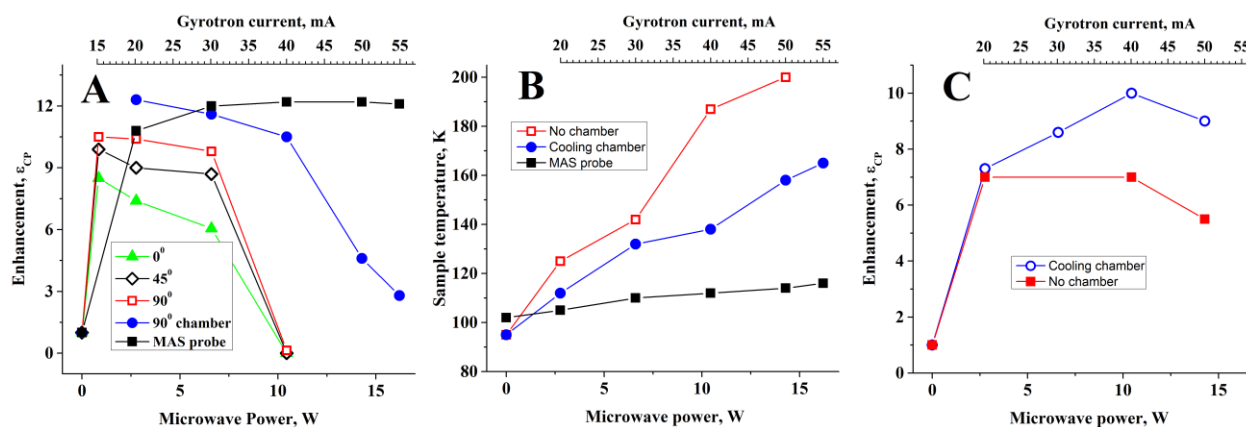 Gyrotron current, mA
15 20 25 30 35 40 45 50 55
A
Enhancement, ε_CP
12
9
6
3
0
0⁰
45⁰
90⁰
90⁰ chamber
MAS probe
0 5 10 15
Microwave Power, W
Gyrotron current, mA
20 25 30 35 40 45 50 55
B
Sample temperature, K
200
180
160
140
120
100
80
No chamber
Cooling chamber
MAS probe
0 5 10 15
Microwave power, W
Gyrotron current, mA
20 25 30 35 40 45 50 55
C
Enhancement, ε_CP
10
8
6
4
2
0
Cooling chamber
No chamber
0 5 10 15
Microwave power, W